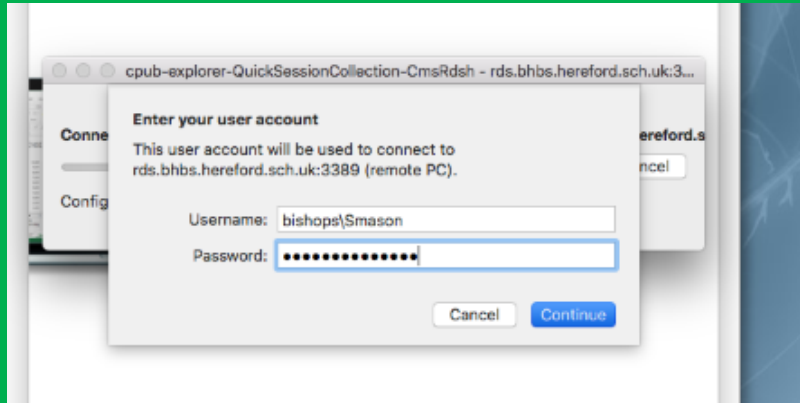 cpub-explorer-QuickSessionCollection-CmsRdsh - rds.bhbs.hereford.sch.uk:3...
Enter your user account
Conne
This user account will be used to connect to
ereford.s
rds.bhbs.hereford.sch.uk:3389 (remote PC).
ncel
Config
Username: bishops\Smason
Password: ••••••••••••••
Cancel Continue